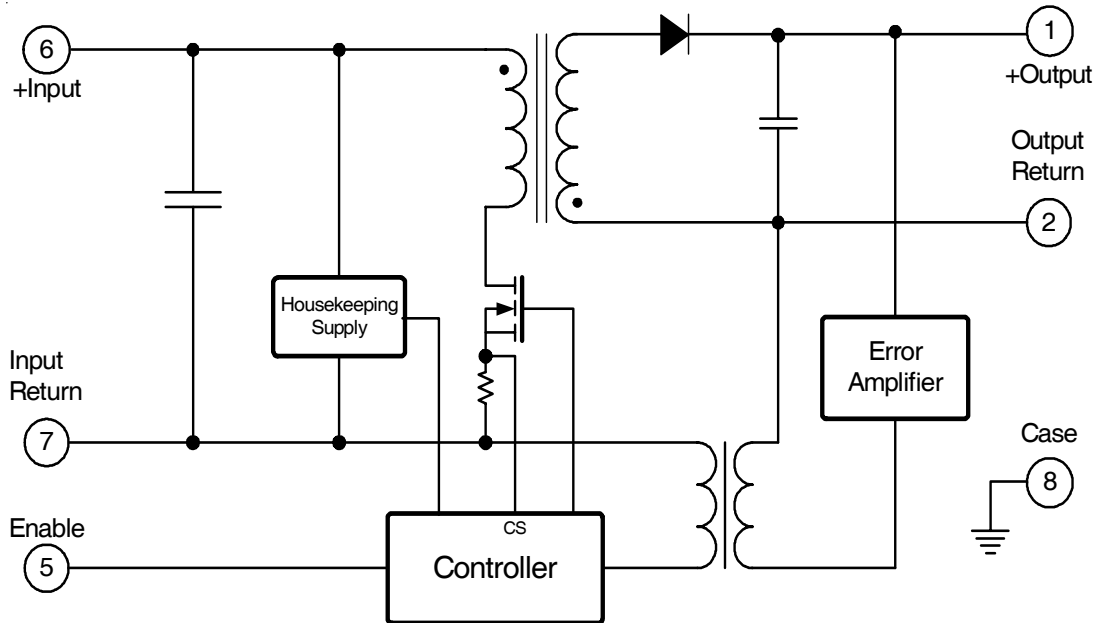 6
+Input
1
+Output
Output
Return
2
Housekeeping
Supply
Error
Amplifier
Input
Return
7
Case
8
Enable
5
CS
Controller